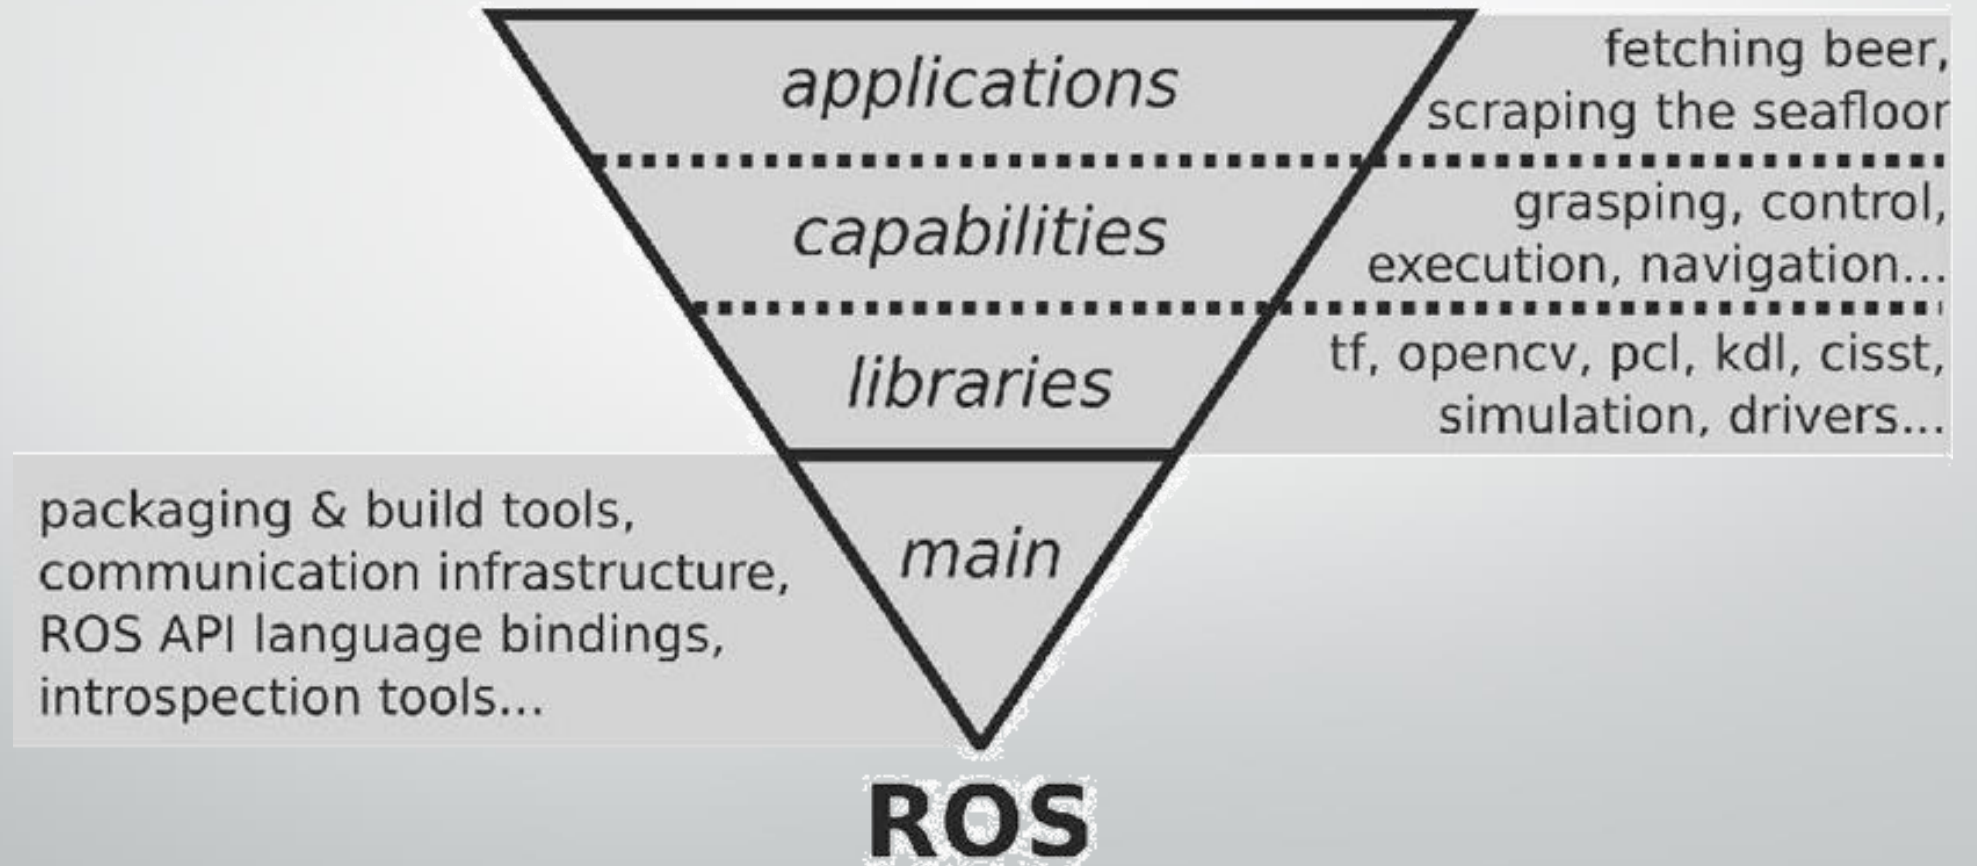 applications
fetching beer,
scraping the seafloor
capabilities
grasping, control,
execution, navigation...
libraries
tf, opencv, pcl, kdl, cisst,
simulation, drivers...
main
packaging & build tools,
communication infrastructure,
ROS API language bindings,
introspection tools...
ROS